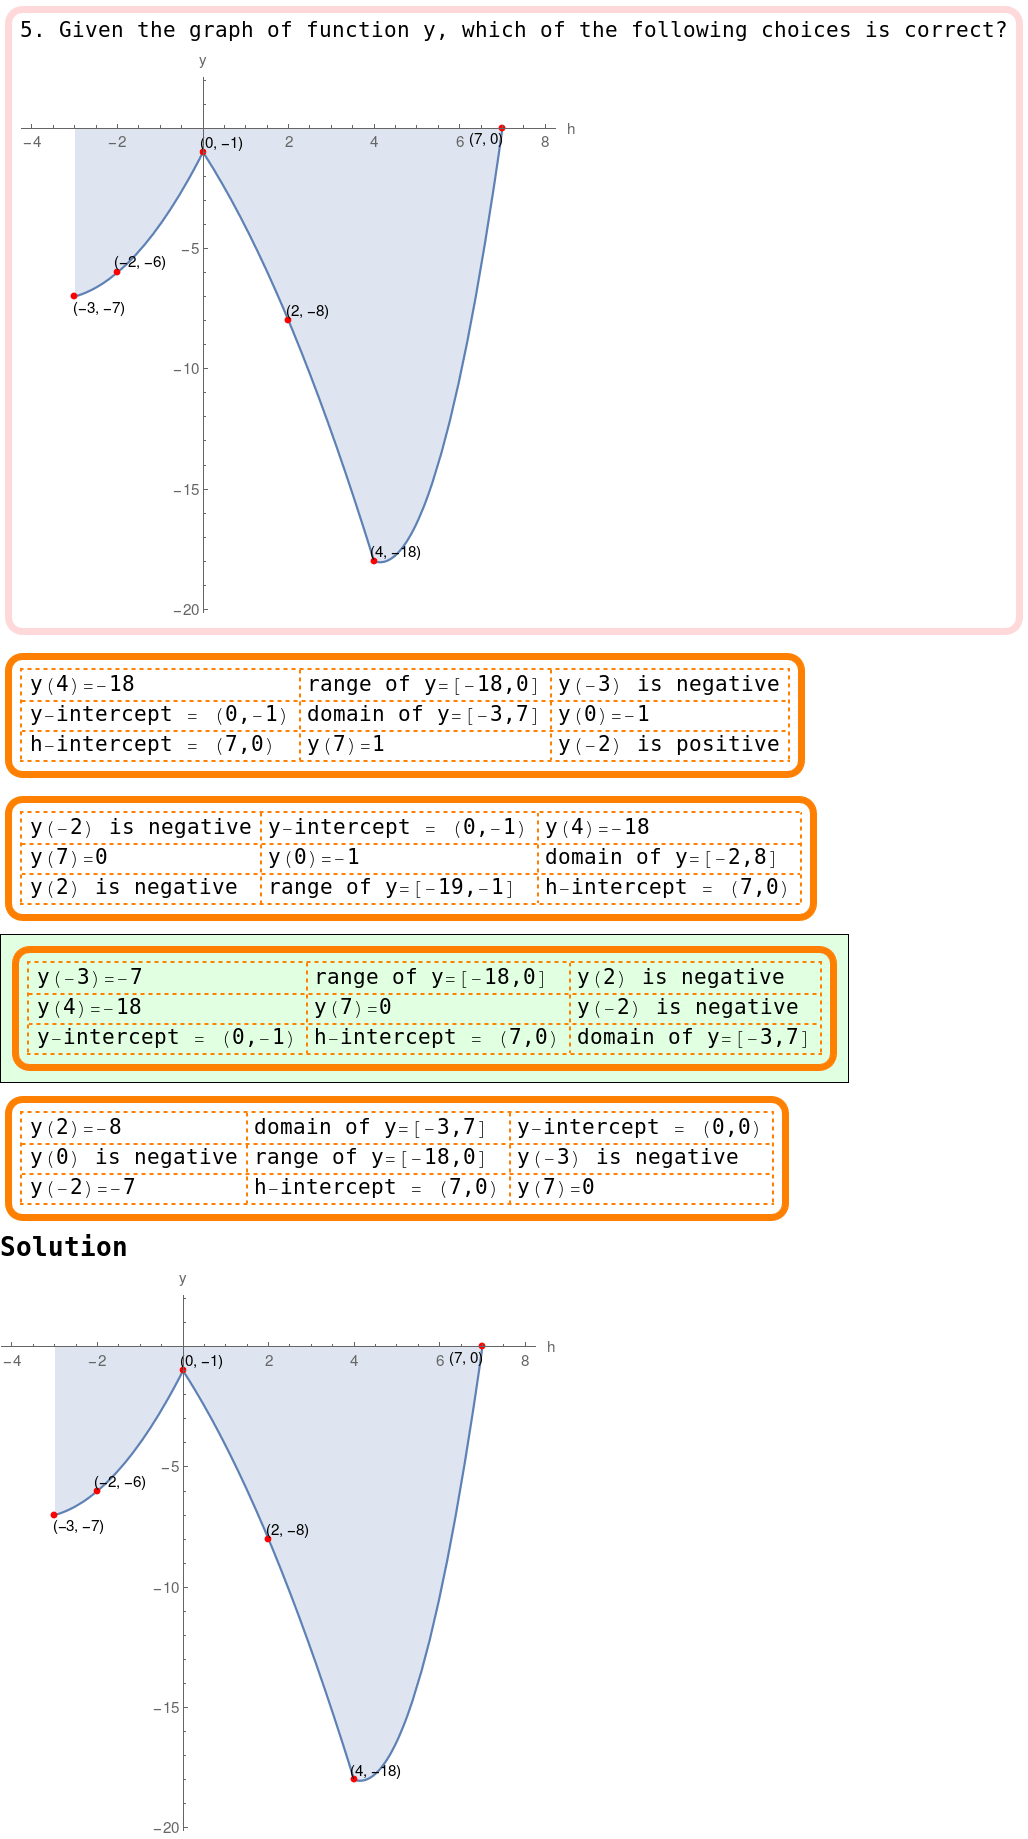 5. Given the graph of function y, which of the following choices is correct?
y
−4 −2 2 4 6 8 h
(0, −1) (7, 0)
−5
(−2, −6)
(−3, −7)
(2, −8)
−10
−15
(4, −18)
−20
y(4)=-18 range of y=[-18,0] y(-3) is negative
y-intercept = (0,-1) domain of y=[-3,7] y(0)=-1
h-intercept = (7,0) y(7)=1 y(-2) is positive
y(-2) is negative y-intercept = (0,-1) y(4)=-18
y(7)=0 y(0)=-1 domain of y=[-2,8]
y(2) is negative range of y=[-19,-1] h-intercept = (7,0)
y(-3)=-7 range of y=[-18,0] y(2) is negative
y(4)=-18 y(7)=0 y(-2) is negative
y-intercept = (0,-1) h-intercept = (7,0) domain of y=[-3,7]
y(2)=-8 domain of y=[-3,7] y-intercept = (0,0)
y(0) is negative range of y=[-18,0] y(-3) is negative
y(-2)=-7 h-intercept = (7,0) y(7)=0
Solution
y
−4 −2 2 4 6 8 h
(0, −1) (7, 0)
−5
(−2, −6)
(−3, −7)
(2, −8)
−10
−15
(4, −18)
−20